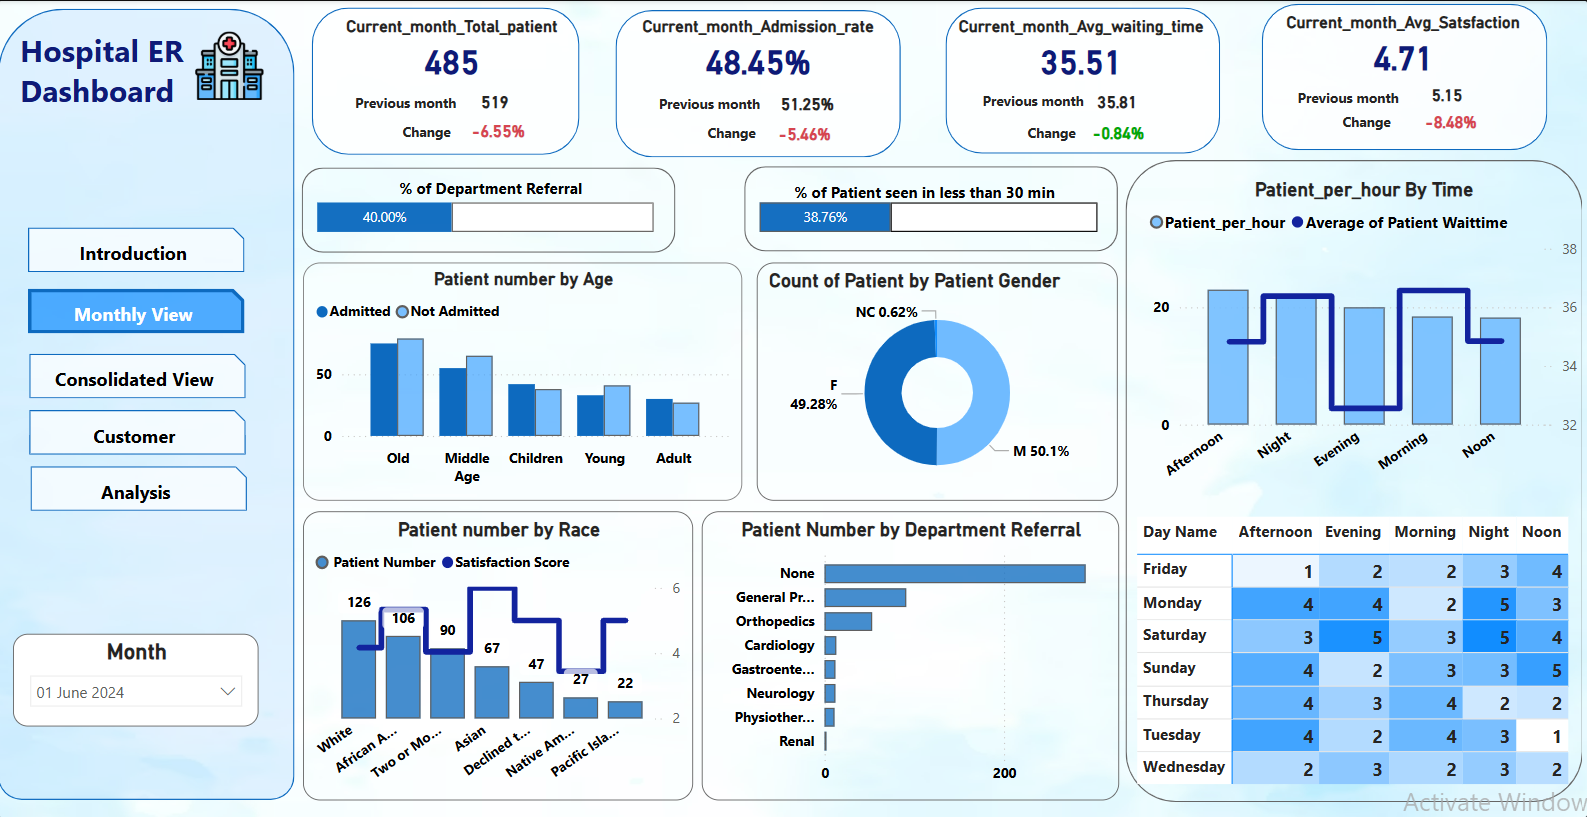 Hospital ER
Dashboard
Introduction
Monthly View
Consolidated View
Customer
Analysis
Month
01 June 2024
Current_month_Total_patient
485
Previous month 519
Change -6.55%
Current_month_Admission_rate
48.45%
Previous month 51.25%
Change -5.46%
Current_month_Avg_waiting_time
35.51
Previous month 35.81
Change -0.84%
Current_month_Avg_Satsfaction
4.71
Previous month 5.15
Change -8.48%
% of Department Referral
40.00%
% of Patient seen in less than 30 min
38.76%
Patient number by Age
Admitted Not Admitted
50
0
Old Middle Age Children Young Adult
Count of Patient by Patient Gender
NC 0.62%
F
49.28%
M 50.1%
Patient number by Race
Patient Number Satisfaction Score
126 106 90 67 47 27 22
6
4
2
White African A... Two or Mo... Asian Declined t... Native Am... Pacific Isla...
Patient Number by Department Referral
None
General Pr...
Orthopedics
Cardiology
Gastroente...
Neurology
Physiother...
Renal
0 200
Patient_per_hour By Time
Patient_per_hour Average of Patient Waittime
38
20 36
34
0 32
Afternoon Night Evening Morning Noon
Day Name Afternoon Evening Morning Night Noon
Friday 1 2 2 3 4
Monday 4 4 2 5 3
Saturday 3 5 3 5 4
Sunday 4 2 3 3 5
Thursday 4 3 4 2 2
Tuesday 4 2 4 3 1
Wednesday 2 3 2 3 2
Activate Window